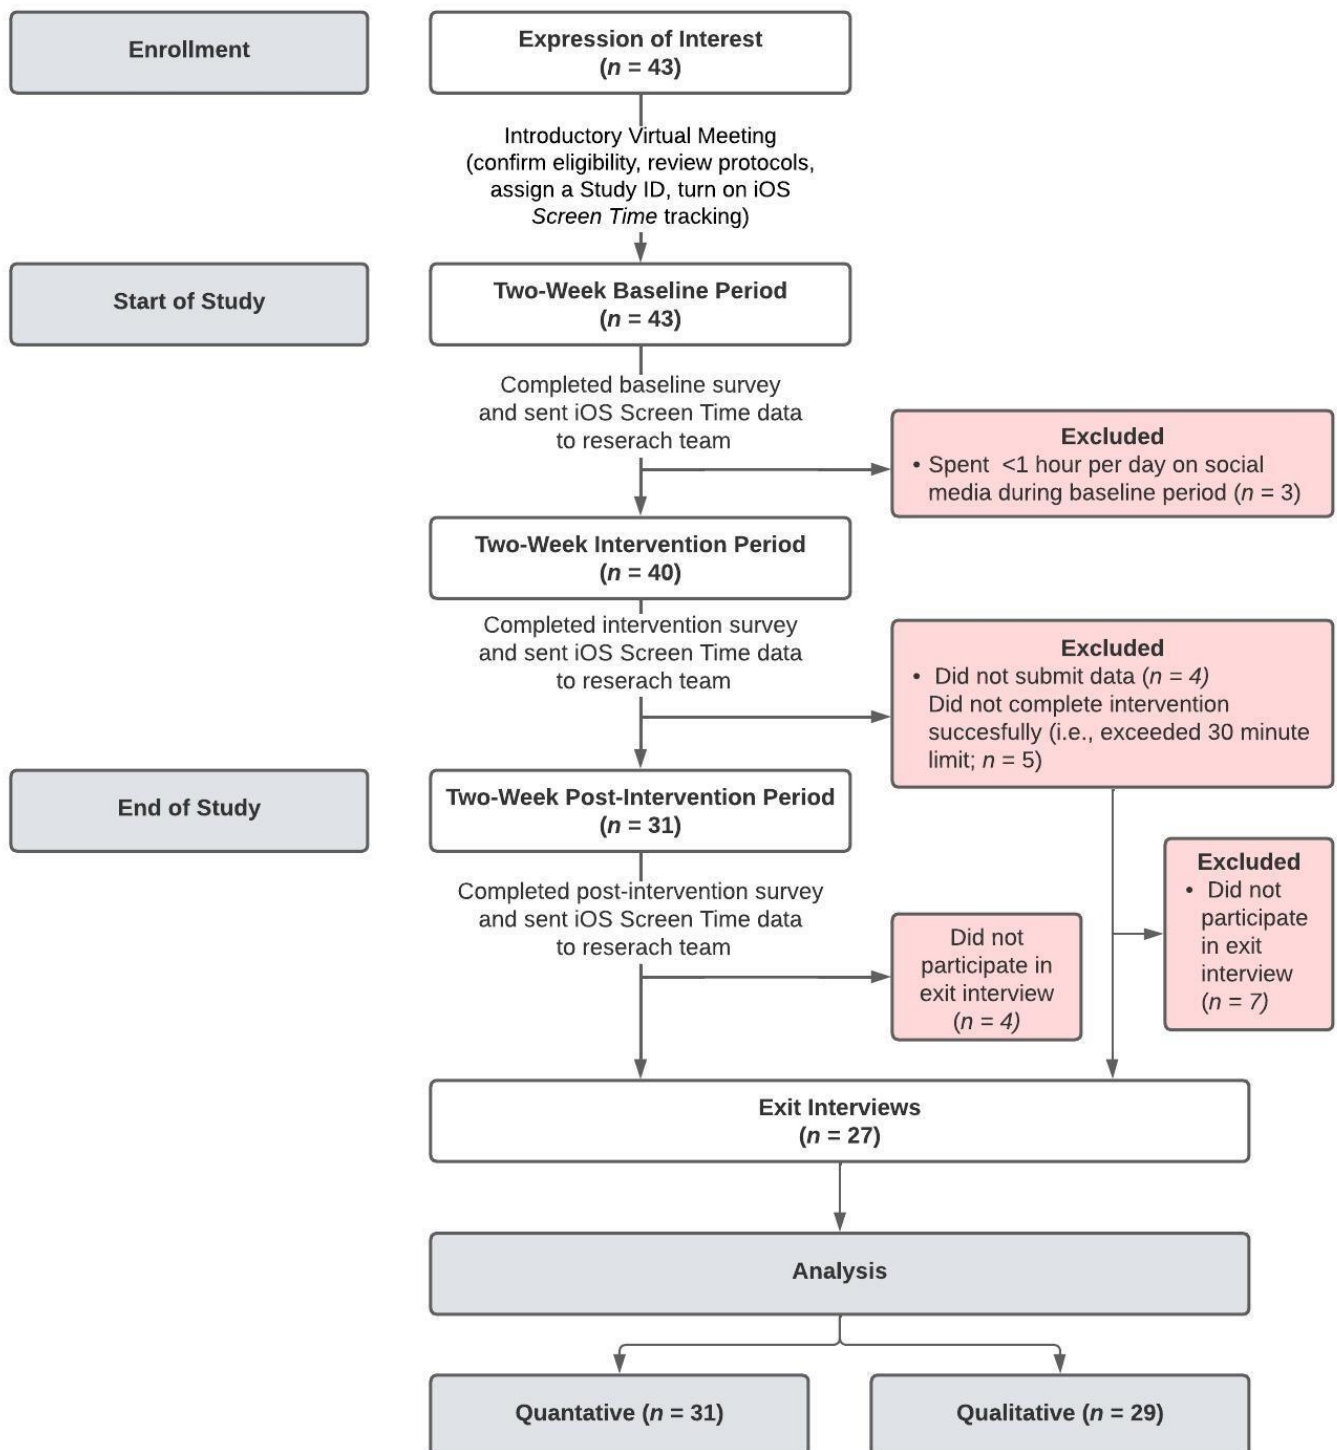 Enrollment
Expression of Interest
(n = 43)
Introductory Virtual Meeting
(confirm eligibility, review protocols,
assign a Study ID, turn on iOS
Screen Time tracking)
Start of Study
Two-Week Baseline Period
(n = 43)
Completed baseline survey
and sent iOS Screen Time data
to reserach team
Excluded
• Spent <1 hour per day on social
media during baseline period (n = 3)
Two-Week Intervention Period
(n = 40)
Completed intervention survey
and sent iOS Screen Time data
to reserach team
Excluded
• Did not submit data (n = 4)
Did not complete intervention
succesfully (i.e., exceeded 30 minute
limit; n = 5)
End of Study
Two-Week Post-Intervention Period
(n = 31)
Completed post-intervention survey
and sent iOS Screen Time data
to reserach team
Did not
participate in
exit interview
(n = 4)
Excluded
• Did not
participate
in exit
interview
(n = 7)
Exit Interviews
(n = 27)
Analysis
Quantative (n = 31)
Qualitative (n = 29)